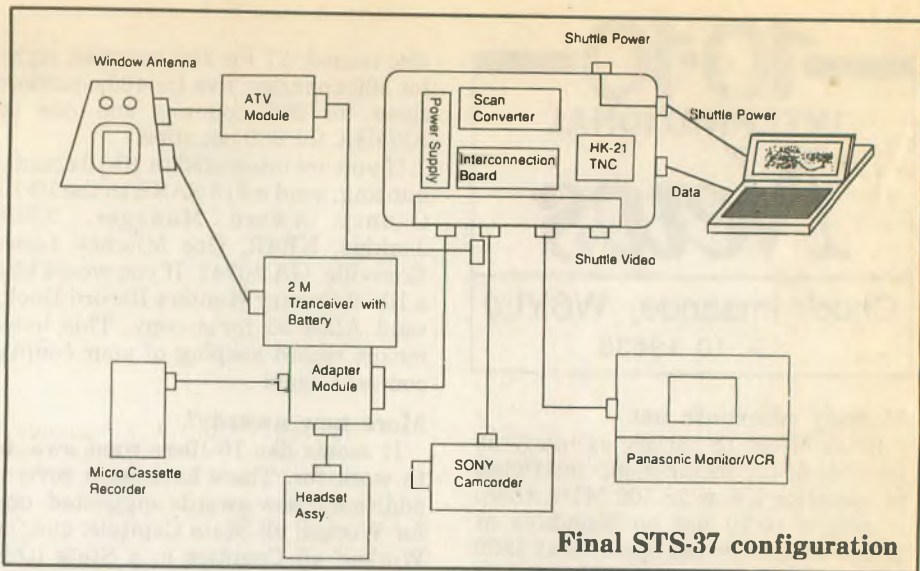 Shuttle Power
Window Antenna
ATV
Module
Power Supply
Scan
Converter
Interconnection
Board
HK-21
TNC
Shuttle Power
Data
Shuttle Video
2 M
Tranceiver with
Battery
Adapter
Module
Micro Cassette
Recorder
Headset
Assy
SONY
Camcorder
Panasonic Monitor/VCR
Final STS-37 configuration